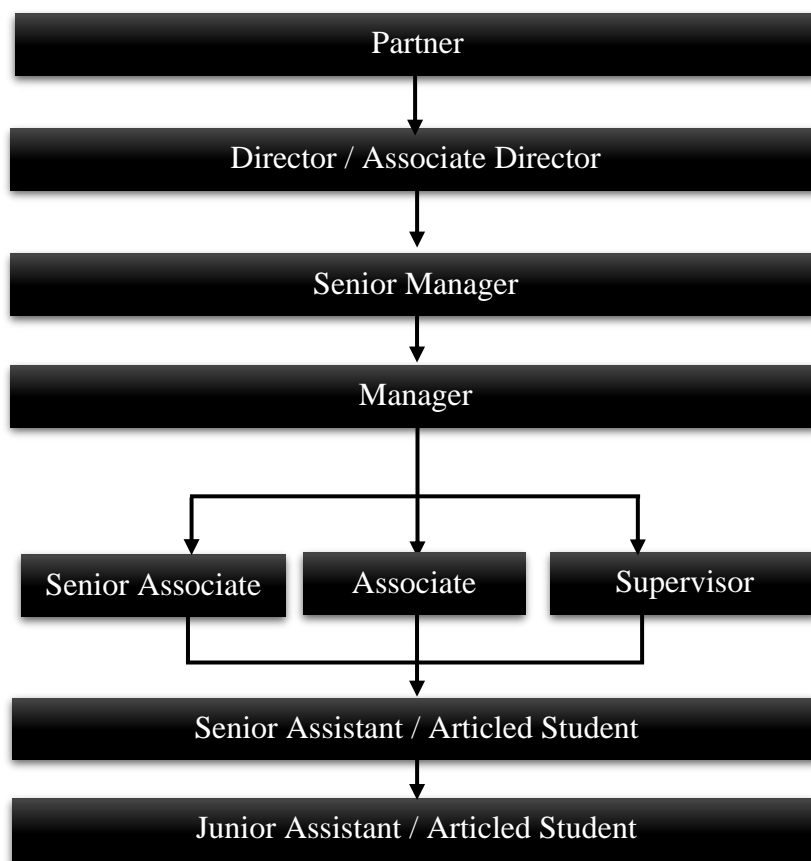 Partner
Director / Associate Director
Senior Manager
Manager
Senior Associate
Associate
Supervisor
Senior Assistant / Articled Student
Junior Assistant / Articled Student